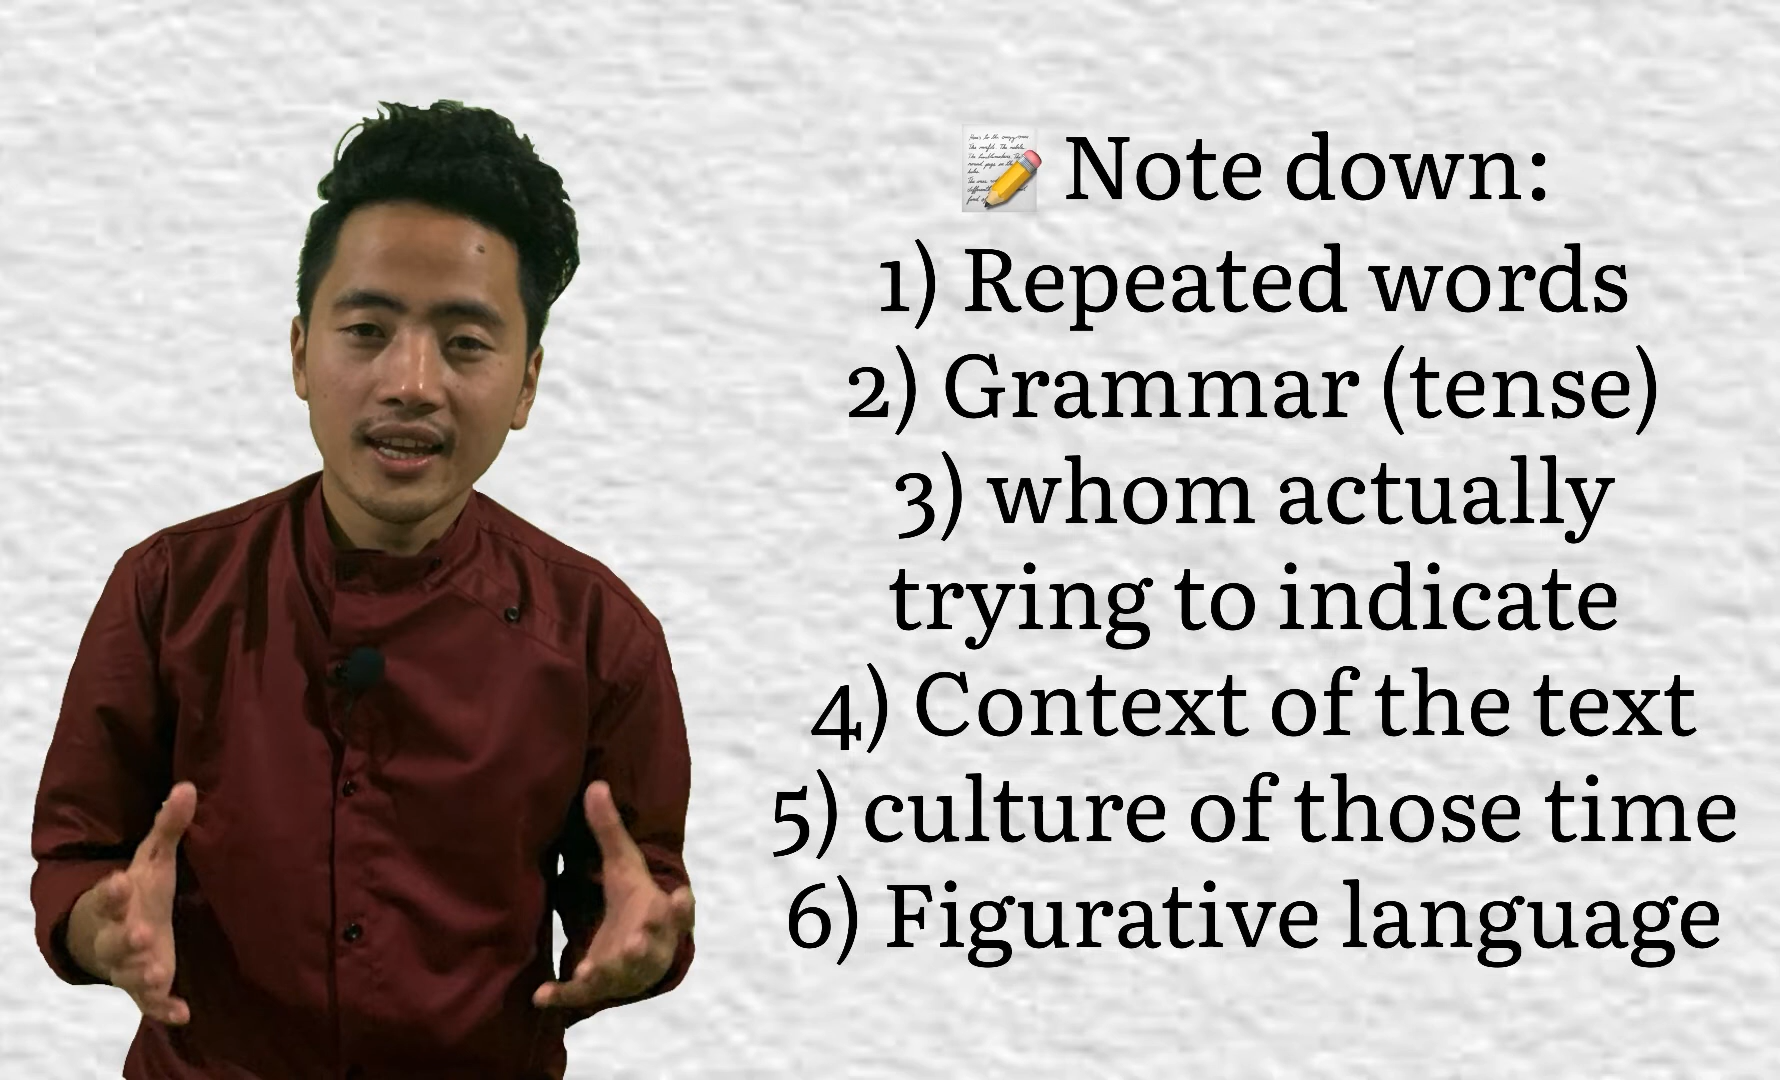 Note down:
1) Repeated words
2) Grammar (tense)
3) whom actually
trying to indicate
4) Context of the text
5) culture of those time
6) Figurative language